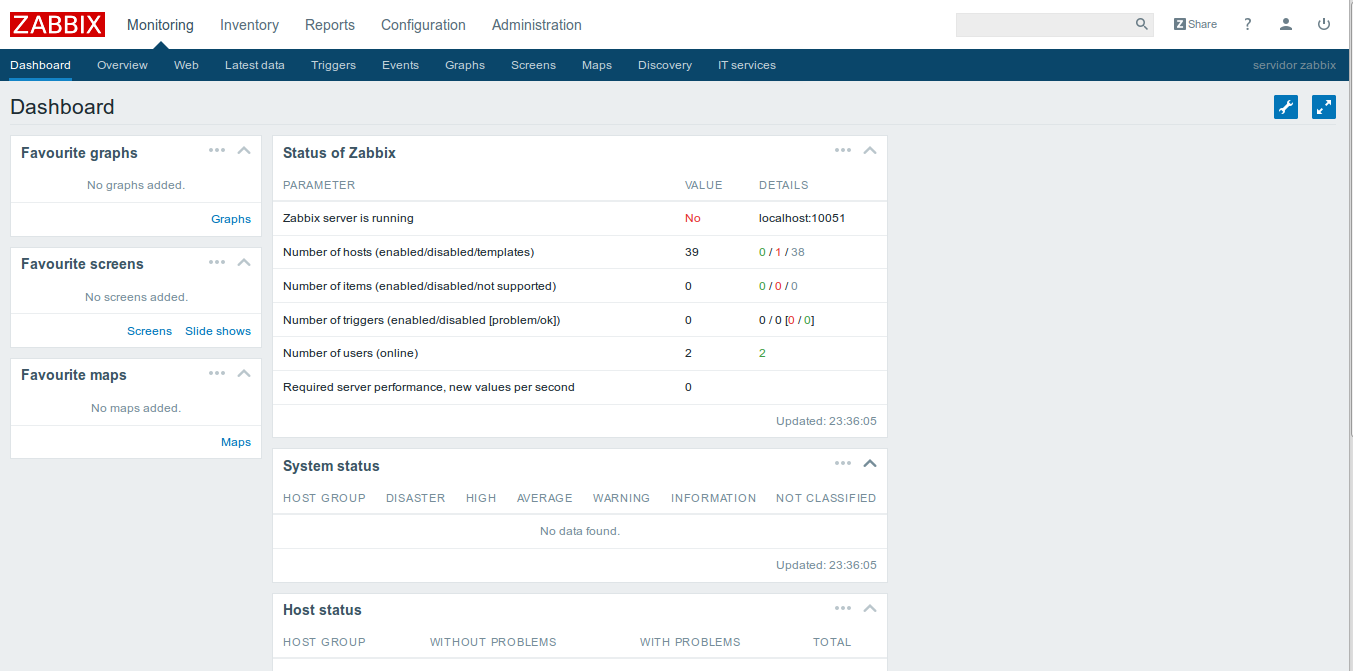 ZABBIX Monitoring Inventory Reports Configuration Administration Z Share ?
Dashboard Overview Web Latest data Triggers Events Graphs Screens Maps Discovery IT services servidor zabbix
Dashboard
Favourite graphs
No graphs added.
Graphs
Favourite screens
No screens added.
Screens Slide shows
Favourite maps
No maps added.
Maps
Status of Zabbix
PARAMETER VALUE DETAILS
Zabbix server is running No localhost:10051
Number of hosts (enabled/disabled/templates) 39 0 / 1 / 38
Number of items (enabled/disabled/not supported) 0 0 / 0 / 0
Number of triggers (enabled/disabled [problem/ok]) 0 0 / 0 [0 / 0]
Number of users (online) 2 2
Required server performance, new values per second 0
Updated: 23:36:05
System status
HOST GROUP DISASTER HIGH AVERAGE WARNING INFORMATION NOT CLASSIFIED
No data found.
Updated: 23:36:05
Host status
HOST GROUP WITHOUT PROBLEMS WITH PROBLEMS TOTAL